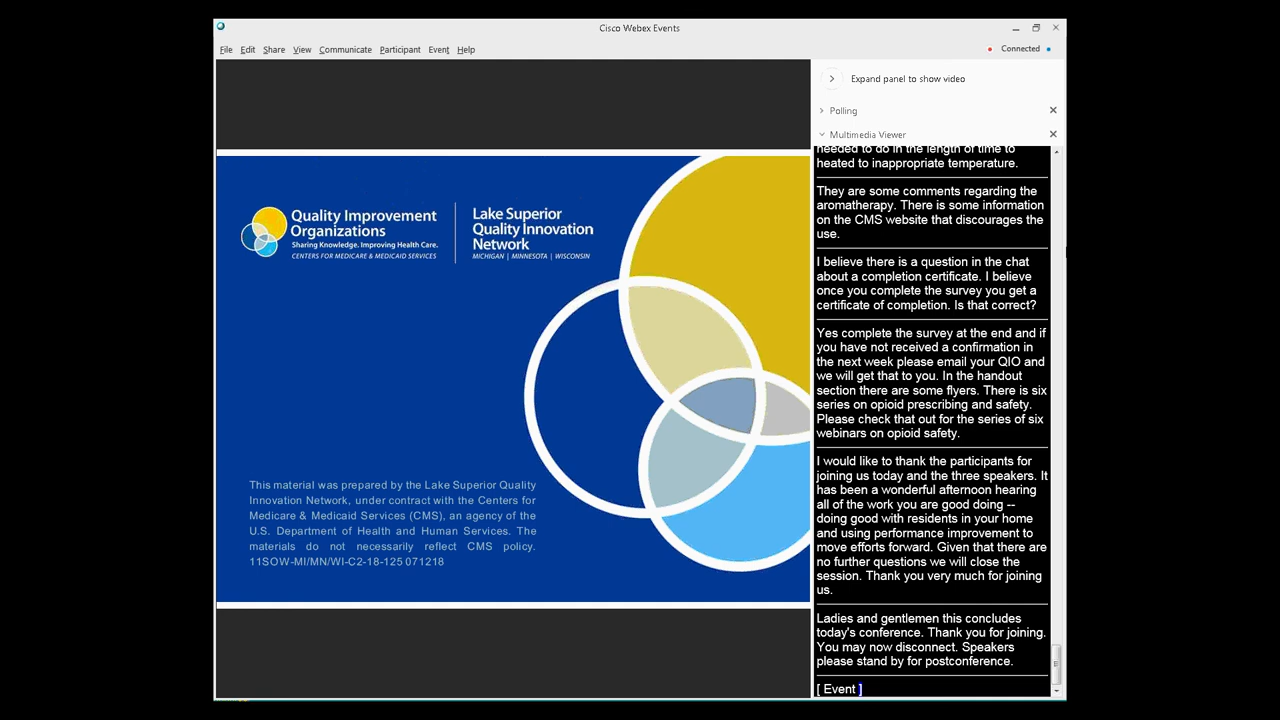 Cisco Webex Events
File Edit Share View Communicate Participant Event Help
Connected
Expand panel to show video
Polling
Multimedia Viewer
Quality Improvement
Organizations
Sharing Knowledge. Improving Health Care.
CENTERS FOR MEDICARE & MEDICAID SERVICES
Lake Superior
Quality Innovation
Network
MICHIGAN | MINNESOTA | WISCONSIN
This material was prepared by the Lake Superior Quality
Innovation Network, under contract with the Centers for
Medicare & Medicaid Services (CMS), an agency of the
U.S. Department of Health and Human Services. The
materials do not necessarily reflect CMS policy.
11SOW-MI/MN/WI-C2-18-125 071218
needed to do in the length of time to
heated to inappropriate temperature.
They are some comments regarding the
aromatherapy. There is some information
on the CMS website that discourages the
use.
I believe there is a question in the chat
about a completion certificate. I believe
once you complete the survey you get a
certificate of completion. Is that correct?
Yes complete the survey at the end and if
you have not received a confirmation in
the next week please email your QIO and
we will get that to you. In the handout
section there are some flyers. There is six
series on opioid prescribing and safety.
Please check that out for the series of six
webinars on opioid safety.
I would like to thank the participants for
joining us today and the three speakers. It
has been a wonderful afternoon hearing
all of the work you are good doing --
doing good with residents in your home
and using performance improvement to
move efforts forward. Given that there are
no further questions we will close the
session. Thank you very much for joining
us.
Ladies and gentlemen this concludes
today's conference. Thank you for joining.
You may now disconnect. Speakers
please stand by for postconference.
[ Event ]